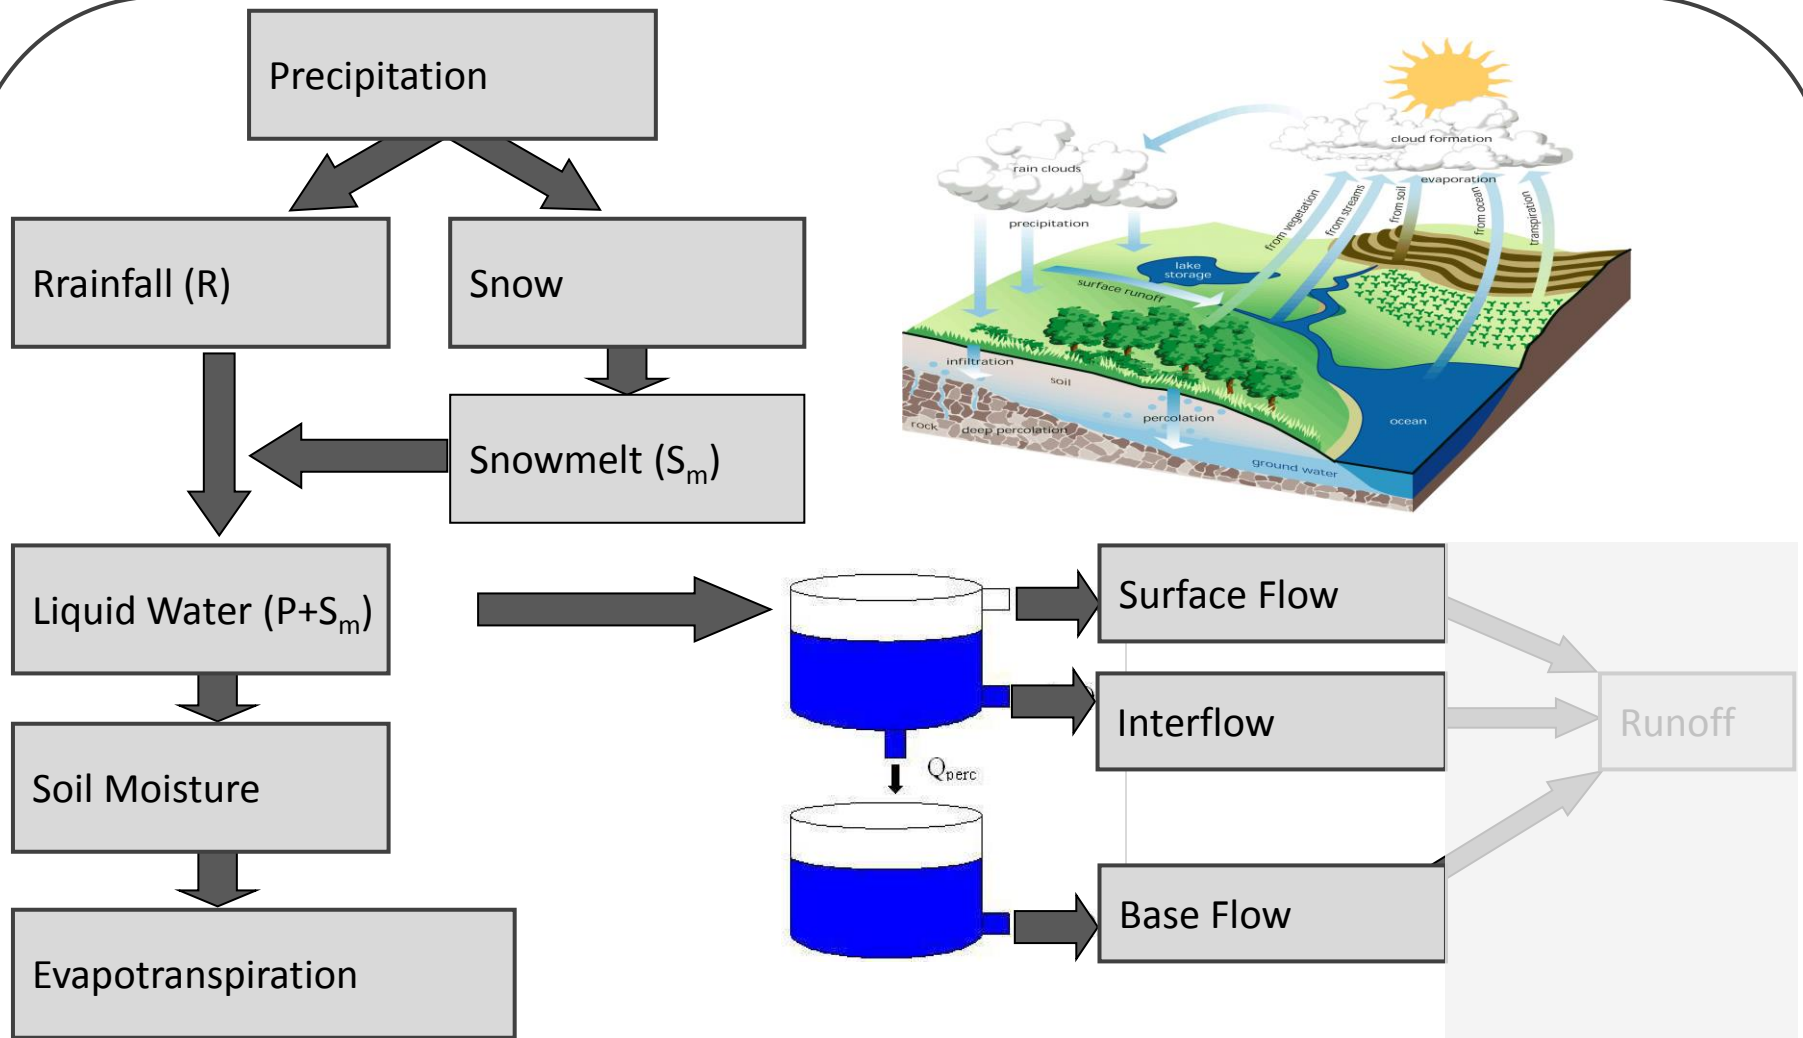 Precipitation
Rrainfall (R)
Snow
Snowmelt (Sₘ)
Liquid Water (P+Sₘ)
Soil Moisture
Evapotranspiration
cloud formation
rain clouds
evaporation
precipitation
from vegetation
from streams
from soil
from ocean
transpiration
lake
storage
surface runoff
infiltration
soil
percolation
ocean
rock
deep percolation
ground water
Surface Flow
Interflow
Runoff
Q perc
Base Flow